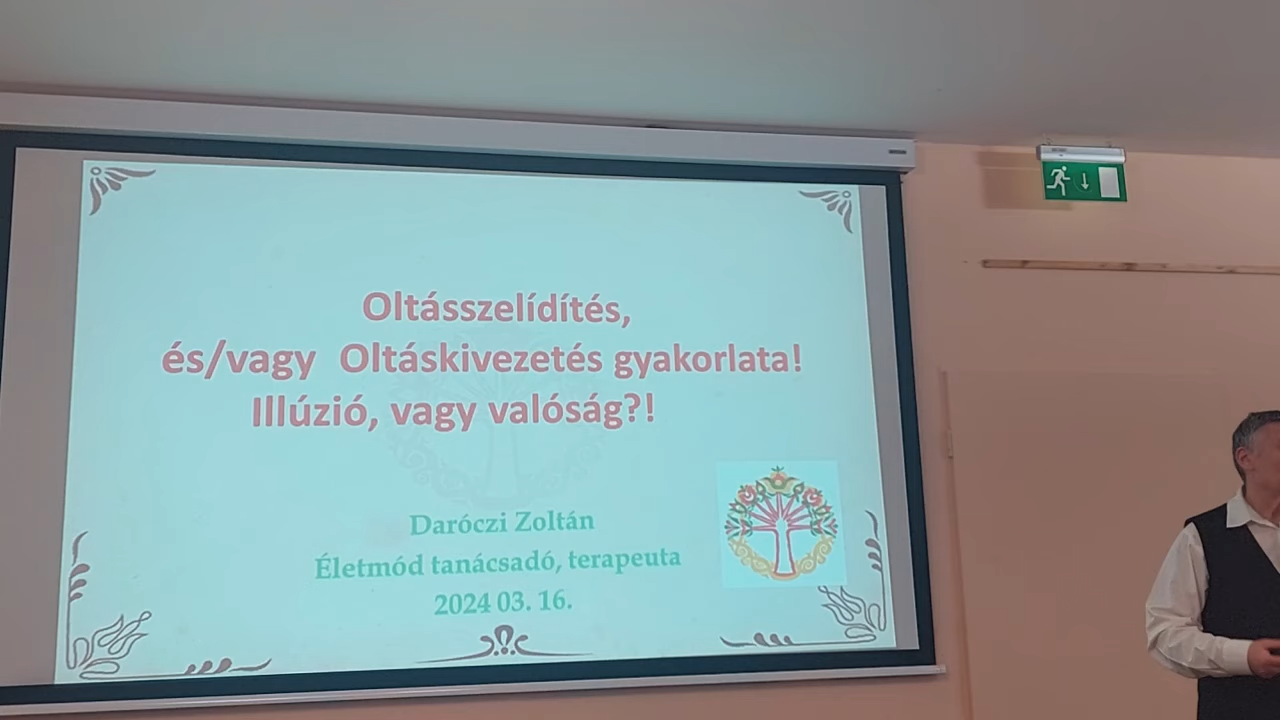 Oltásszelídítés,
és/vagy Oltáskivezetés gyakorlata!
Illúzió, vagy valóság?!
Daróczi Zoltán
Életmód tanácsadó, terapeuta
2024 03. 16.